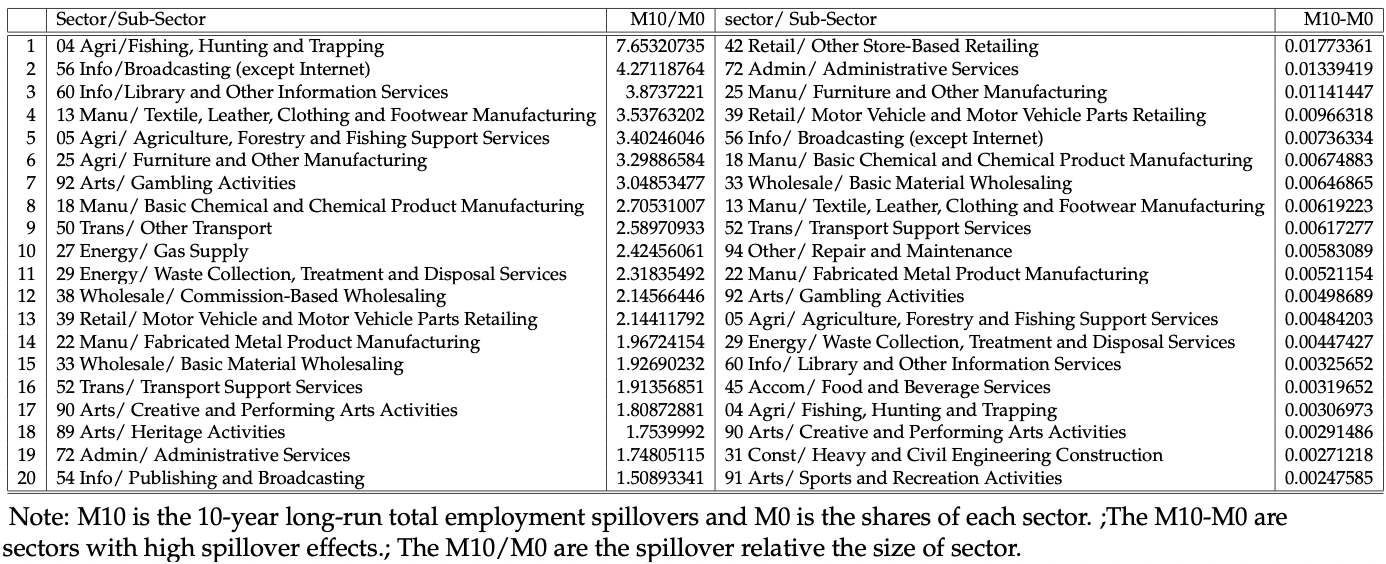 Sector/Sub-Sector M10/M0 sector/ Sub-Sector M10-M0
1 04 Agri/Fishing, Hunting and Trapping 7.65320735 42 Retail/ Other Store-Based Retailing 0.01773361
2 56 Info/Broadcasting (except Internet) 4.27118764 72 Admin/ Administrative Services 0.01339419
3 60 Info/Library and Other Information Services 3.8737221 25 Manu/ Furniture and Other Manufacturing 0.01141447
4 13 Manu/ Textile, Leather, Clothing and Footwear Manufacturing 3.53763202 39 Retail/ Motor Vehicle and Motor Vehicle Parts Retailing 0.00966318
5 05 Agri/ Agriculture, Forestry and Fishing Support Services 3.40246046 56 Info/ Broadcasting (except Internet) 0.00736334
6 25 Agri/ Furniture and Other Manufacturing 3.29886584 18 Manu/ Basic Chemical and Chemical Product Manufacturing 0.00674883
7 92 Arts/ Gambling Activities 3.04853477 33 Wholesale/ Basic Material Wholesaling 0.00646865
8 18 Manu/ Basic Chemical and Chemical Product Manufacturing 2.70531007 13 Manu/ Textile, Leather, Clothing and Footwear Manufacturing 0.00619223
9 50 Trans/ Other Transport 2.58970933 52 Trans/ Transport Support Services 0.00617277
10 27 Energy/ Gas Supply 2.42456061 94 Other/ Repair and Maintenance 0.00583089
11 29 Energy/ Waste Collection, Treatment and Disposal Services 2.31835492 22 Manu/ Fabricated Metal Product Manufacturing 0.00521154
12 38 Wholesale/ Commission-Based Wholesaling 2.14566446 92 Arts/ Gambling Activities 0.00498689
13 39 Retail/ Motor Vehicle and Motor Vehicle Parts Retailing 2.14411792 05 Agri/ Agriculture, Forestry and Fishing Support Services 0.00484203
14 22 Manu/ Fabricated Metal Product Manufacturing 1.96724154 29 Energy/ Waste Collection, Treatment and Disposal Services 0.00447427
15 33 Wholesale/ Basic Material Wholesaling 1.92690232 60 Info/ Library and Other Information Services 0.00325652
16 52 Trans/ Transport Support Services 1.91356851 45 Accom/ Food and Beverage Services 0.00319652
17 90 Arts/ Creative and Performing Arts Activities 1.80872881 04 Agri/ Fishing, Hunting and Trapping 0.00306973
18 89 Arts/ Heritage Activities 1.7539992 90 Arts/ Creative and Performing Arts Activities 0.00291486
19 72 Admin/ Administrative Services 1.74805115 31 Const/ Heavy and Civil Engineering Construction 0.00271218
20 54 Info/ Publishing and Broadcasting 1.50893341 91 Arts/ Sports and Recreation Activities 0.00247585
Note: M10 is the 10-year long-run total employment spillovers and M0 is the shares of each sector. ;The M10-M0 are
sectors with high spillover effects.; The M10/M0 are the spillover relative the size of sector.